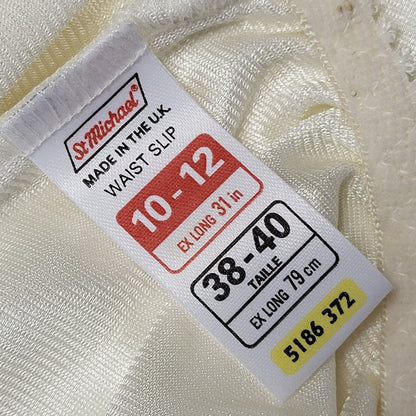 St Michael®
MADE IN THE U.K.
WAIST SLIP
10 - 12
EX LONG 31 in
38-40
TAILLE
EX LONG 79 cm
5186 372